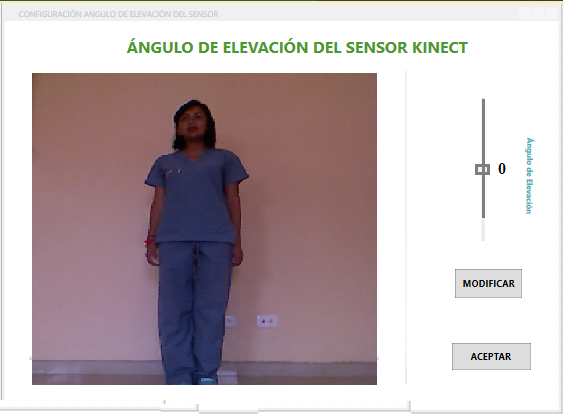 CONFIGURACIÓN ANGULO DE ELEVACIÓN DEL SENSOR
ÁNGULO DE ELEVACIÓN DEL SENSOR KINECT
0
Ángulo de Elevación
MODIFICAR
ACEPTAR